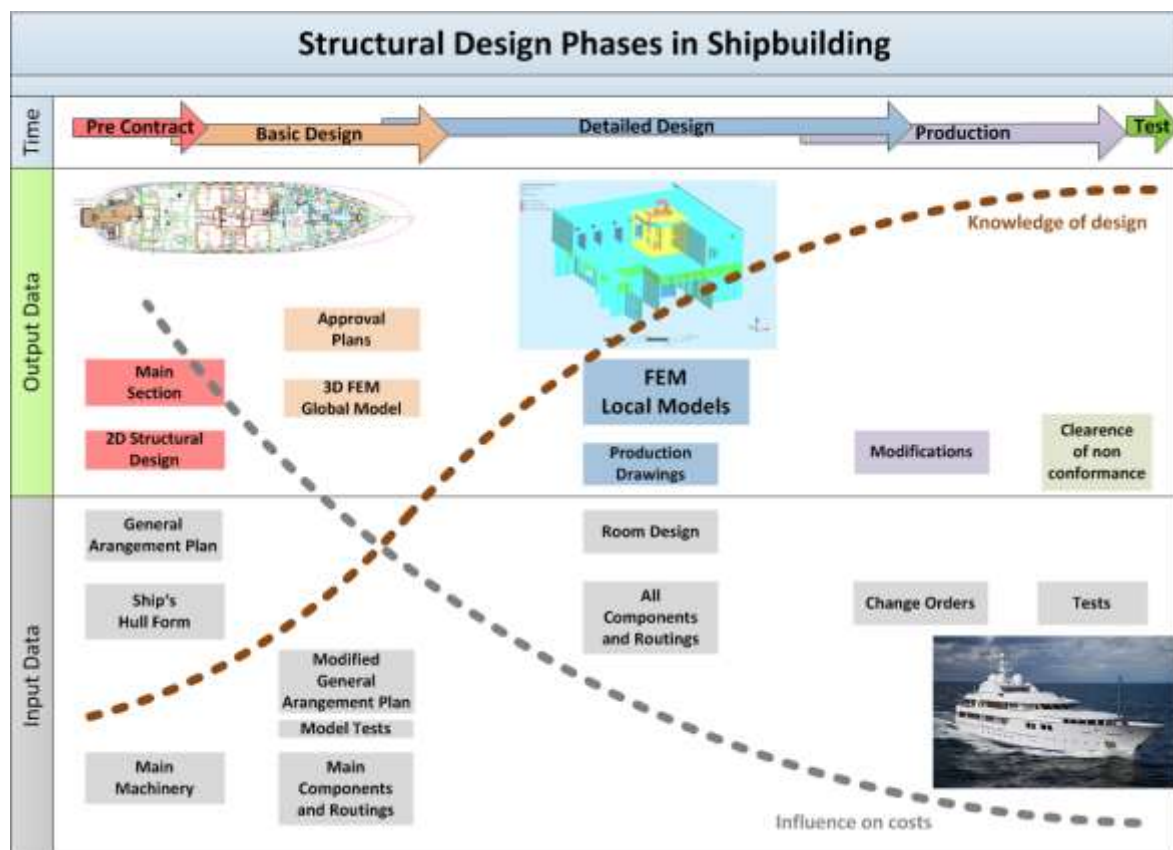 Structural Design Phases in Shipbuilding
Time
Pre Contract
Basic Design
Detailed Design
Production
Test
Output Data
Knowledge of design
Approval
Plans
Main
Section
3D FEM
Global Model
FEM
Local Models
2D Structural
Design
Production
Drawings
Modifications
Clearence
of non
conformance
Input Data
General
Arangement Plan
Room Design
Ship's
Hull Form
All
Components
and Routings
Change Orders
Tests
Modified
General
Arangement Plan
Model Tests
Main
Machinery
Main
Components
and Routings
Influence on costs